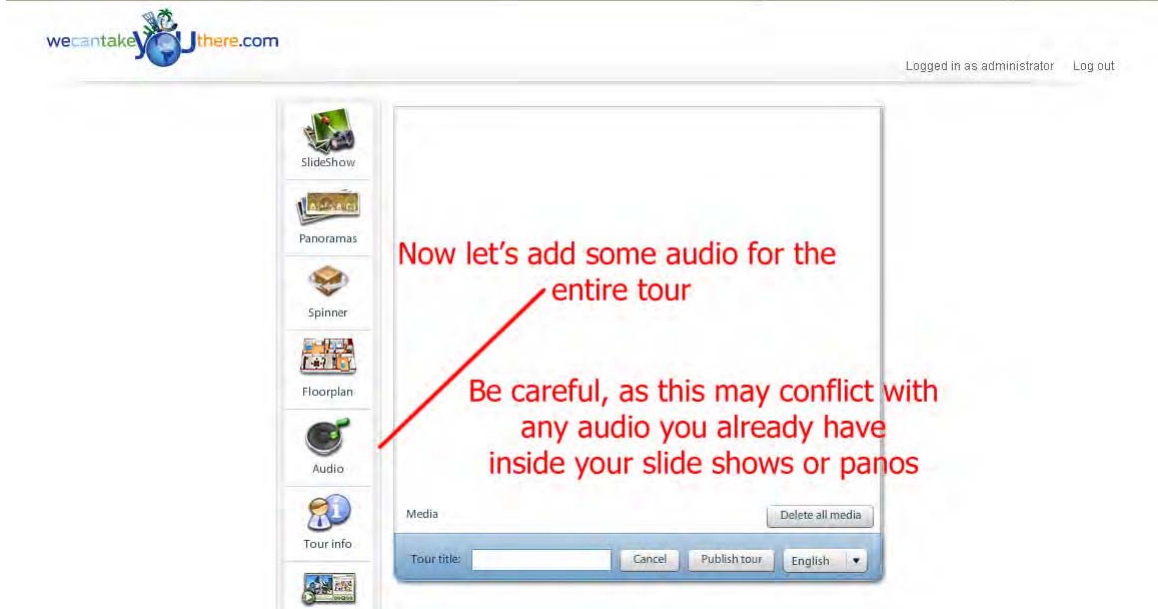 wecantakeyouthere.com
Logged in as administrator Log out
SlideShow
Panoramas
Spinner
Floorplan
Audio
Tour info
Now let's add some audio for the
entire tour
Be careful, as this may conflict with
any audio you already have
inside your slide shows or panos
Media
Delete all media
Tour title:
Cancel
Publish tour
English